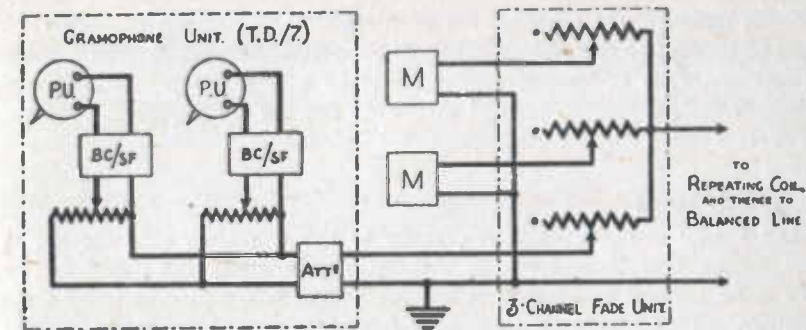 GRAMOPHONE UNIT. (T.D./7.)
P.U.
P.U
BC/SF
BC/SF
ATTR
M
M
TO
REPEATING COIL,
AND THENCE TO
BALANCED LINE
3-CHANNEL FADE UNIT.